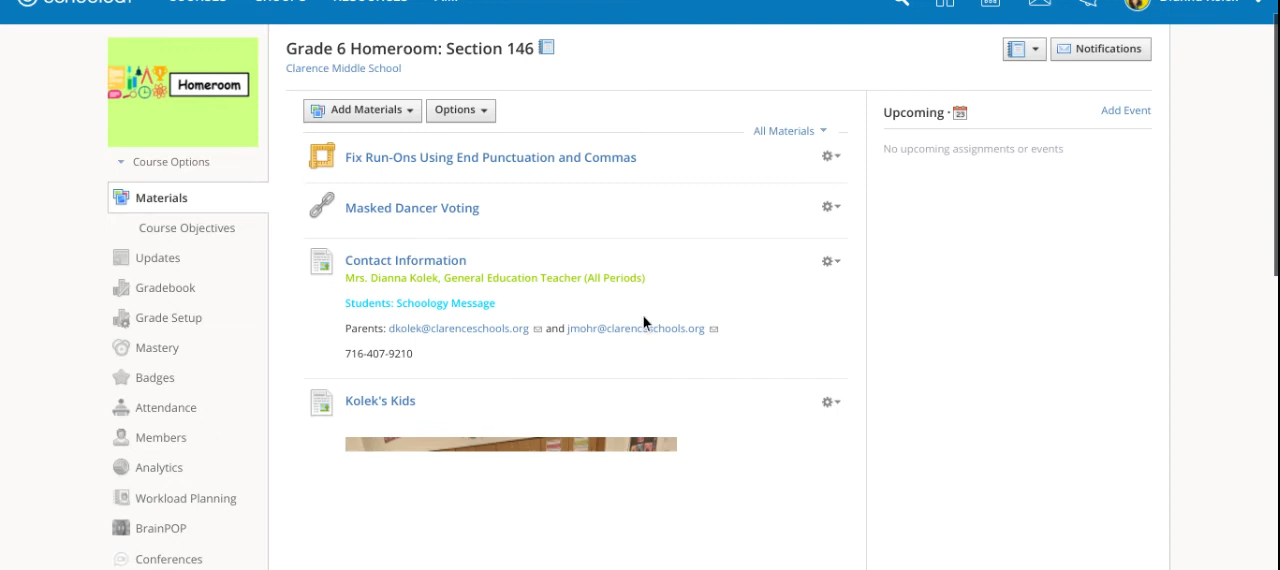 Grade 6 Homeroom: Section 146
Clarence Middle School
Notifications
Homeroom
Course Options
Materials
Course Objectives
Updates
Gradebook
Grade Setup
Mastery
Badges
Attendance
Members
Analytics
Workload Planning
BrainPOP
Conferences
Add Materials
Options
All Materials
Fix Run-Ons Using End Punctuation and Commas
Masked Dancer Voting
Contact Information
Mrs. Dianna Kolek, General Education Teacher (All Periods)
Students: Schoology Message
Parents: dkolek@clarenceschools.org and jmohr@clarenceschools.org
716-407-9210
Kolek's Kids
Upcoming · 23
Add Event
No upcoming assignments or events